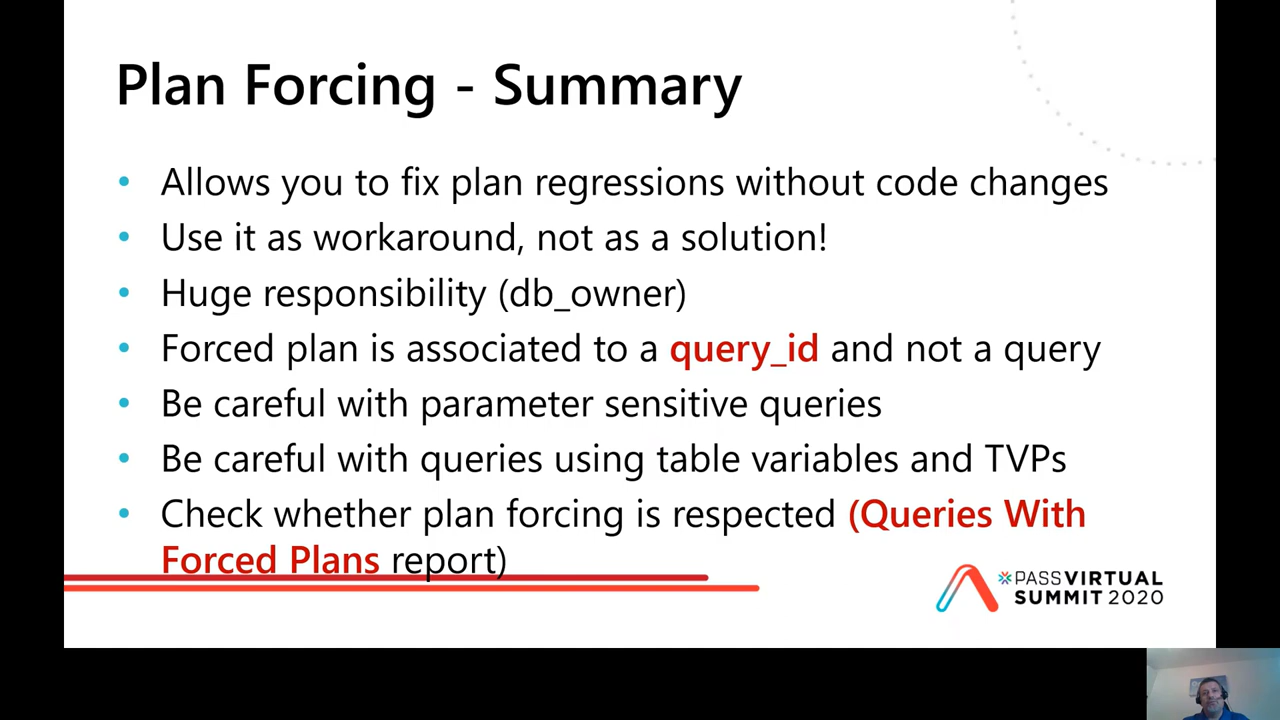 Plan Forcing - Summary
• Allows you to fix plan regressions without code changes
• Use it as workaround, not as a solution!
• Huge responsibility (db_owner)
• Forced plan is associated to a query_id and not a query
• Be careful with parameter sensitive queries
• Be careful with queries using table variables and TVPs
• Check whether plan forcing is respected (Queries With
Forced Plans report)
PASS VIRTUAL
SUMMIT 2020